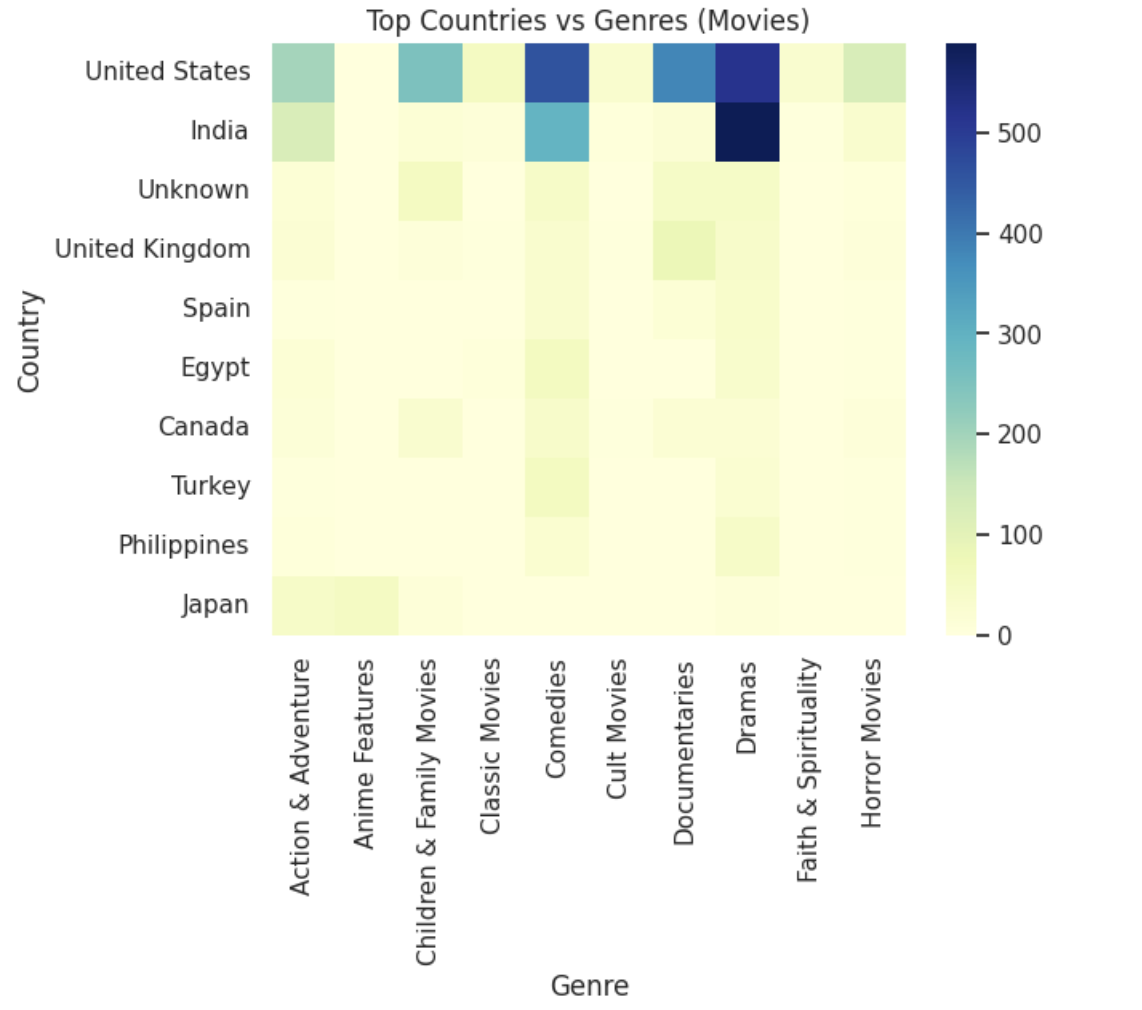 Top Countries vs Genres (Movies)
United States
India
Unknown
United Kingdom
Spain
Egypt
Canada
Turkey
Philippines
Japan
Country
Action & Adventure
Anime Features
Children & Family Movies
Classic Movies
Comedies
Cult Movies
Documentaries
Dramas
Faith & Spirituality
Horror Movies
Genre
500
400
300
200
100
0